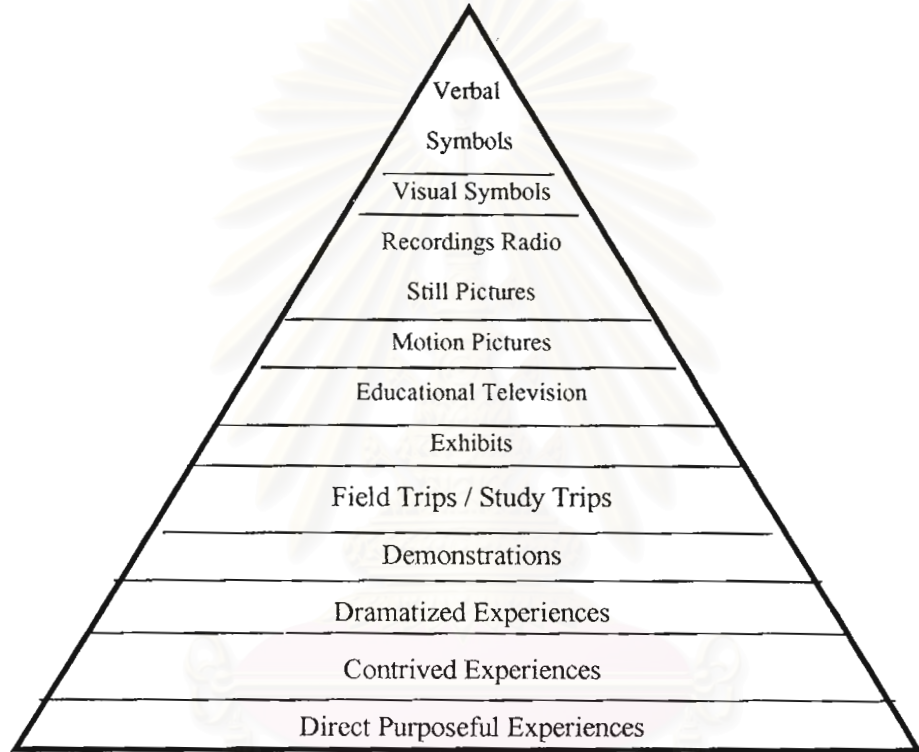 Verbal
Symbols
Visual Symbols
Recordings Radio
Still Pictures
Motion Pictures
Educational Television
Exhibits
Field Trips / Study Trips
Demonstrations
Dramatized Experiences
Contrived Experiences
Direct Purposeful Experiences